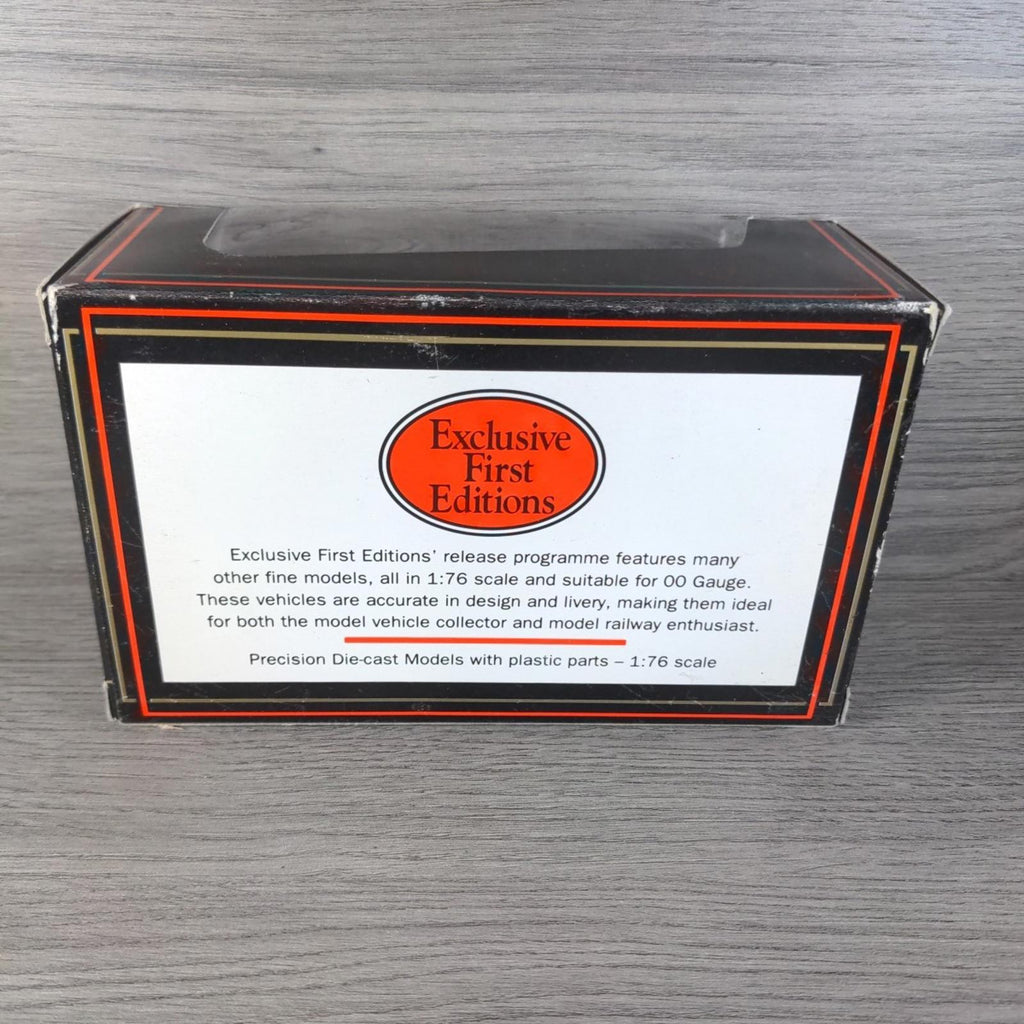 Exclusive
First
Editions
Exclusive First Editions' release programme features many
other fine models, all in 1:76 scale and suitable for 00 Gauge.
These vehicles are accurate in design and livery, making them ideal
for both the model vehicle collector and model railway enthusiast.
Precision Die-cast Models with plastic parts – 1:76 scale